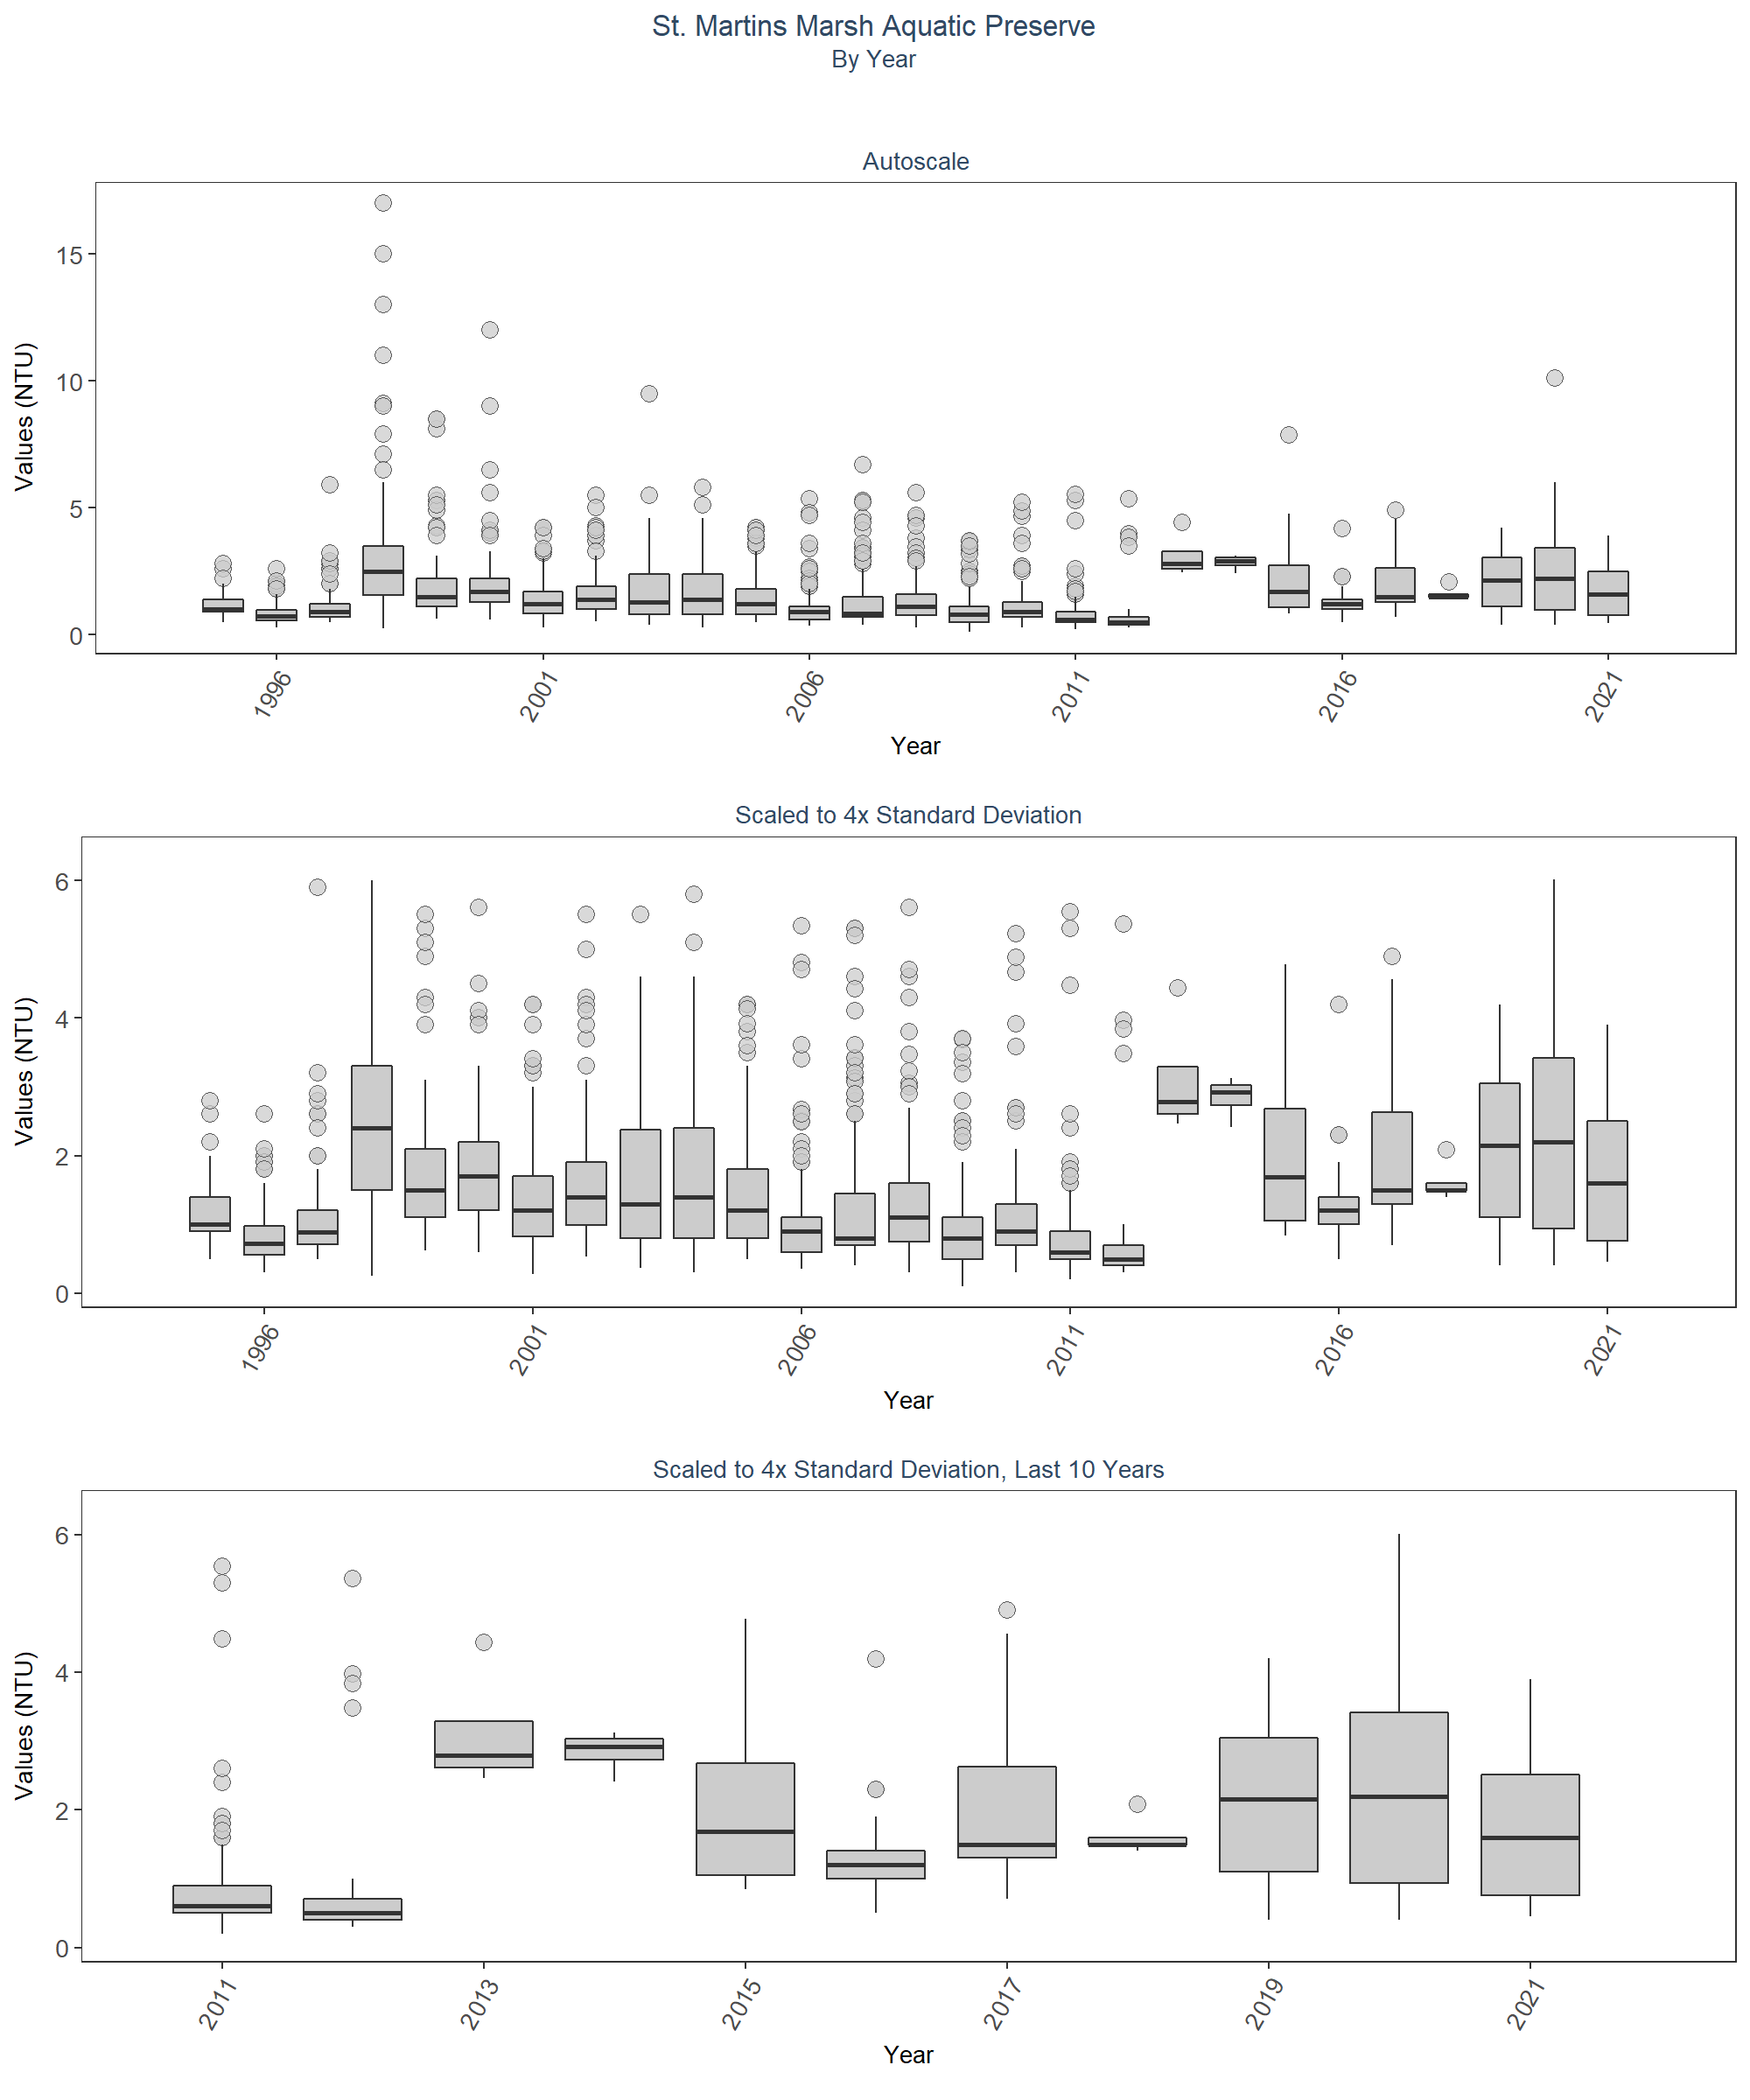 St. Martins Marsh Aquatic Preserve
By Year
Autoscale
Values (NTU)
15
10
5
0
1996 2001 2006 2011 2016 2021
Year
Scaled to 4x Standard Deviation
Values (NTU)
6
4
2
0
1996 2001 2006 2011 2016 2021
Year
Scaled to 4x Standard Deviation, Last 10 Years
Values (NTU)
6
4
2
0
2011 2013 2015 2017 2019 2021
Year